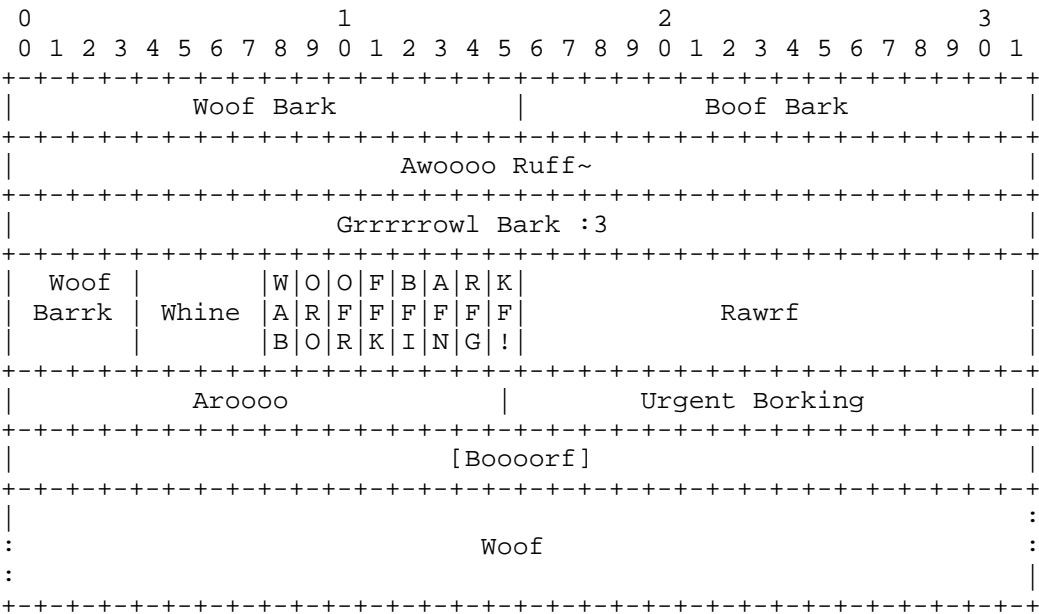 0                   1                   2                   3
 0 1 2 3 4 5 6 7 8 9 0 1 2 3 4 5 6 7 8 9 0 1 2 3 4 5 6 7 8 9 0 1
+-+-+-+-+-+-+-+-+-+-+-+-+-+-+-+-+-+-+-+-+-+-+-+-+-+-+-+-+-+-+-+-+
|           Woof Bark           |           Boof Bark           |
+-+-+-+-+-+-+-+-+-+-+-+-+-+-+-+-+-+-+-+-+-+-+-+-+-+-+-+-+-+-+-+-+
|                        Awoooo Ruff~                           |
+-+-+-+-+-+-+-+-+-+-+-+-+-+-+-+-+-+-+-+-+-+-+-+-+-+-+-+-+-+-+-+-+
|                    Grrrrrowl Bark :3                          |
+-+-+-+-+-+-+-+-+-+-+-+-+-+-+-+-+-+-+-+-+-+-+-+-+-+-+-+-+-+-+-+-+
|  Woof |       |W|O|O|F|B|A|R|K|                               |
| Barrk | Whine |A|R|F|F|F|F|F|F|            Rawrf              |
|       |       |B|O|R|K|I|N|G|!|                               |
+-+-+-+-+-+-+-+-+-+-+-+-+-+-+-+-+-+-+-+-+-+-+-+-+-+-+-+-+-+-+-+-+
|           Aroooo             |        Urgent Borking          |
+-+-+-+-+-+-+-+-+-+-+-+-+-+-+-+-+-+-+-+-+-+-+-+-+-+-+-+-+-+-+-+-+
|                           [Boooorf]                           |
+-+-+-+-+-+-+-+-+-+-+-+-+-+-+-+-+-+-+-+-+-+-+-+-+-+-+-+-+-+-+-+-+
|                                                               :
:                             Woof                              :
:                                                               |
+-+-+-+-+-+-+-+-+-+-+-+-+-+-+-+-+-+-+-+-+-+-+-+-+-+-+-+-+-+-+-+-+